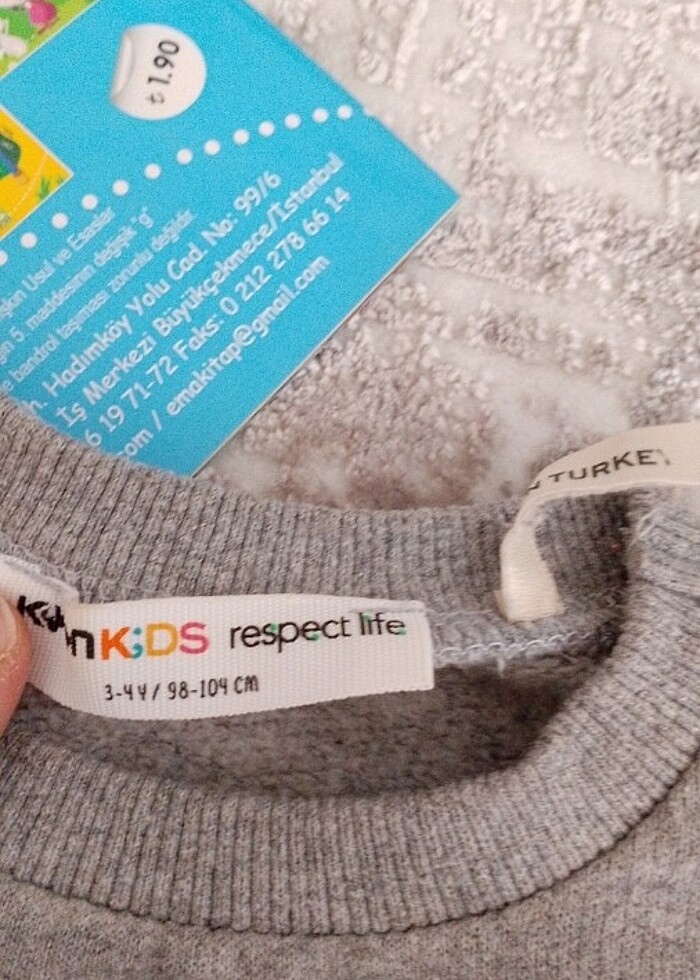 ₺1.90
Usul ve Esaslar
5. maddesinin değişik "g"
bandrol taşıması zorunlu değildir.
Hadımköy Yolu Cad. No: 99/6
İş Merkezi Büyükçekmece/İstanbul
6 19 71-72 Faks: 0 212 278 66 14
com / emakitap@gmail.com
TURKEY
KiDS respect life
3-4 Y/ 98-104 CM